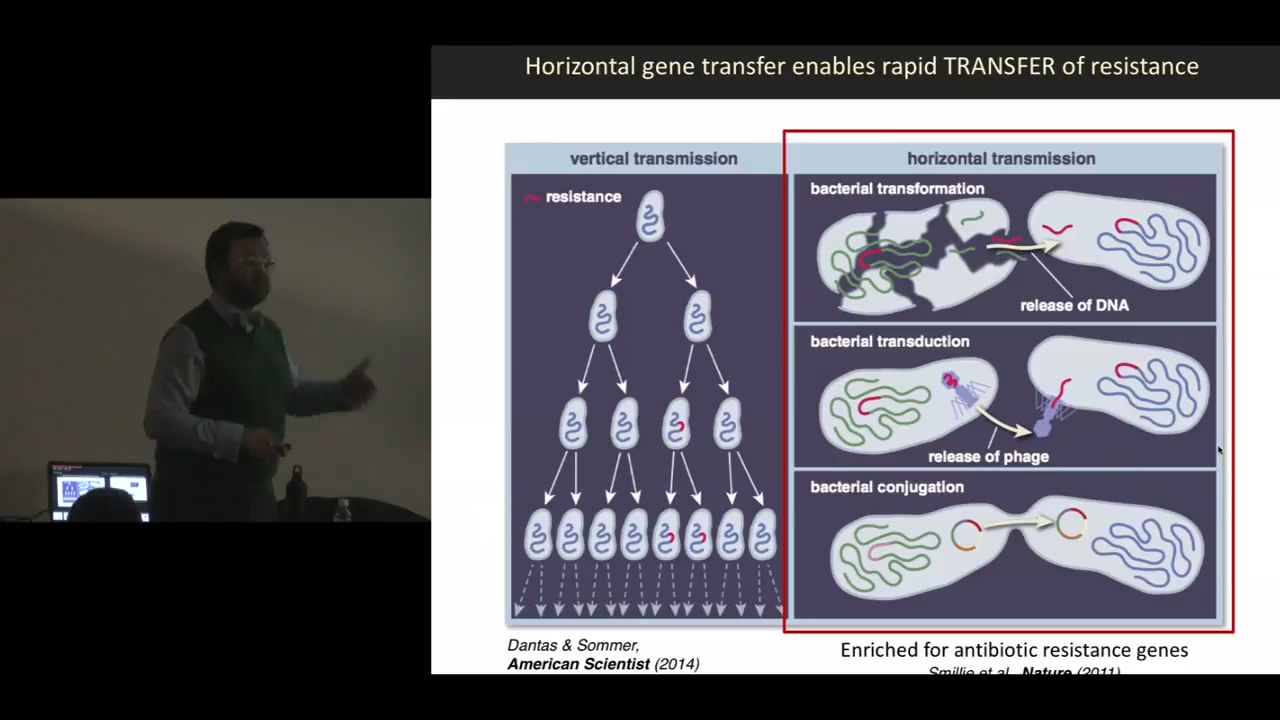 Horizontal gene transfer enables rapid TRANSFER of resistance
vertical transmission
resistance
horizontal transmission
bacterial transformation
release of DNA
bacterial transduction
release of phage
bacterial conjugation
Dantas & Sommer,
American Scientist (2014)
Enriched for antibiotic resistance genes
Smillie et al., Nature (2011)